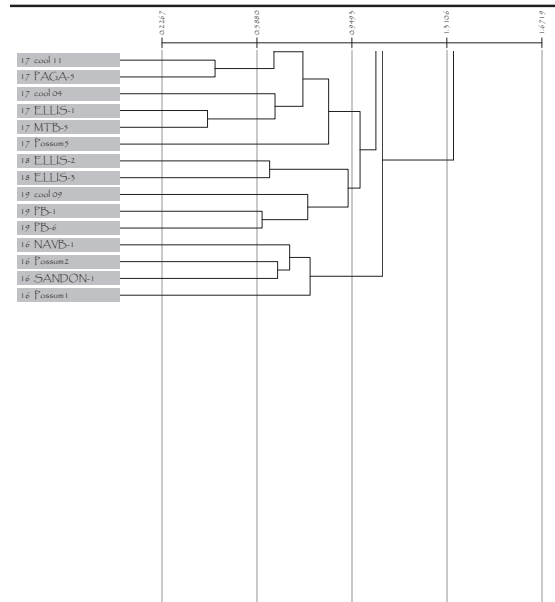 0.2267 0.5880 0.9493 1.3106 1.6719
17 cool 11
17 PAGA-5
17 cool 04
17 ELLIS-1
17 MTB-5
17 Possum5
18 ELLIS-2
18 ELLIS-3
19 cool 09
19 PB-1
19 PB-6
16 NAVB-1
16 Possum2
16 SANDON-1
16 Possum1